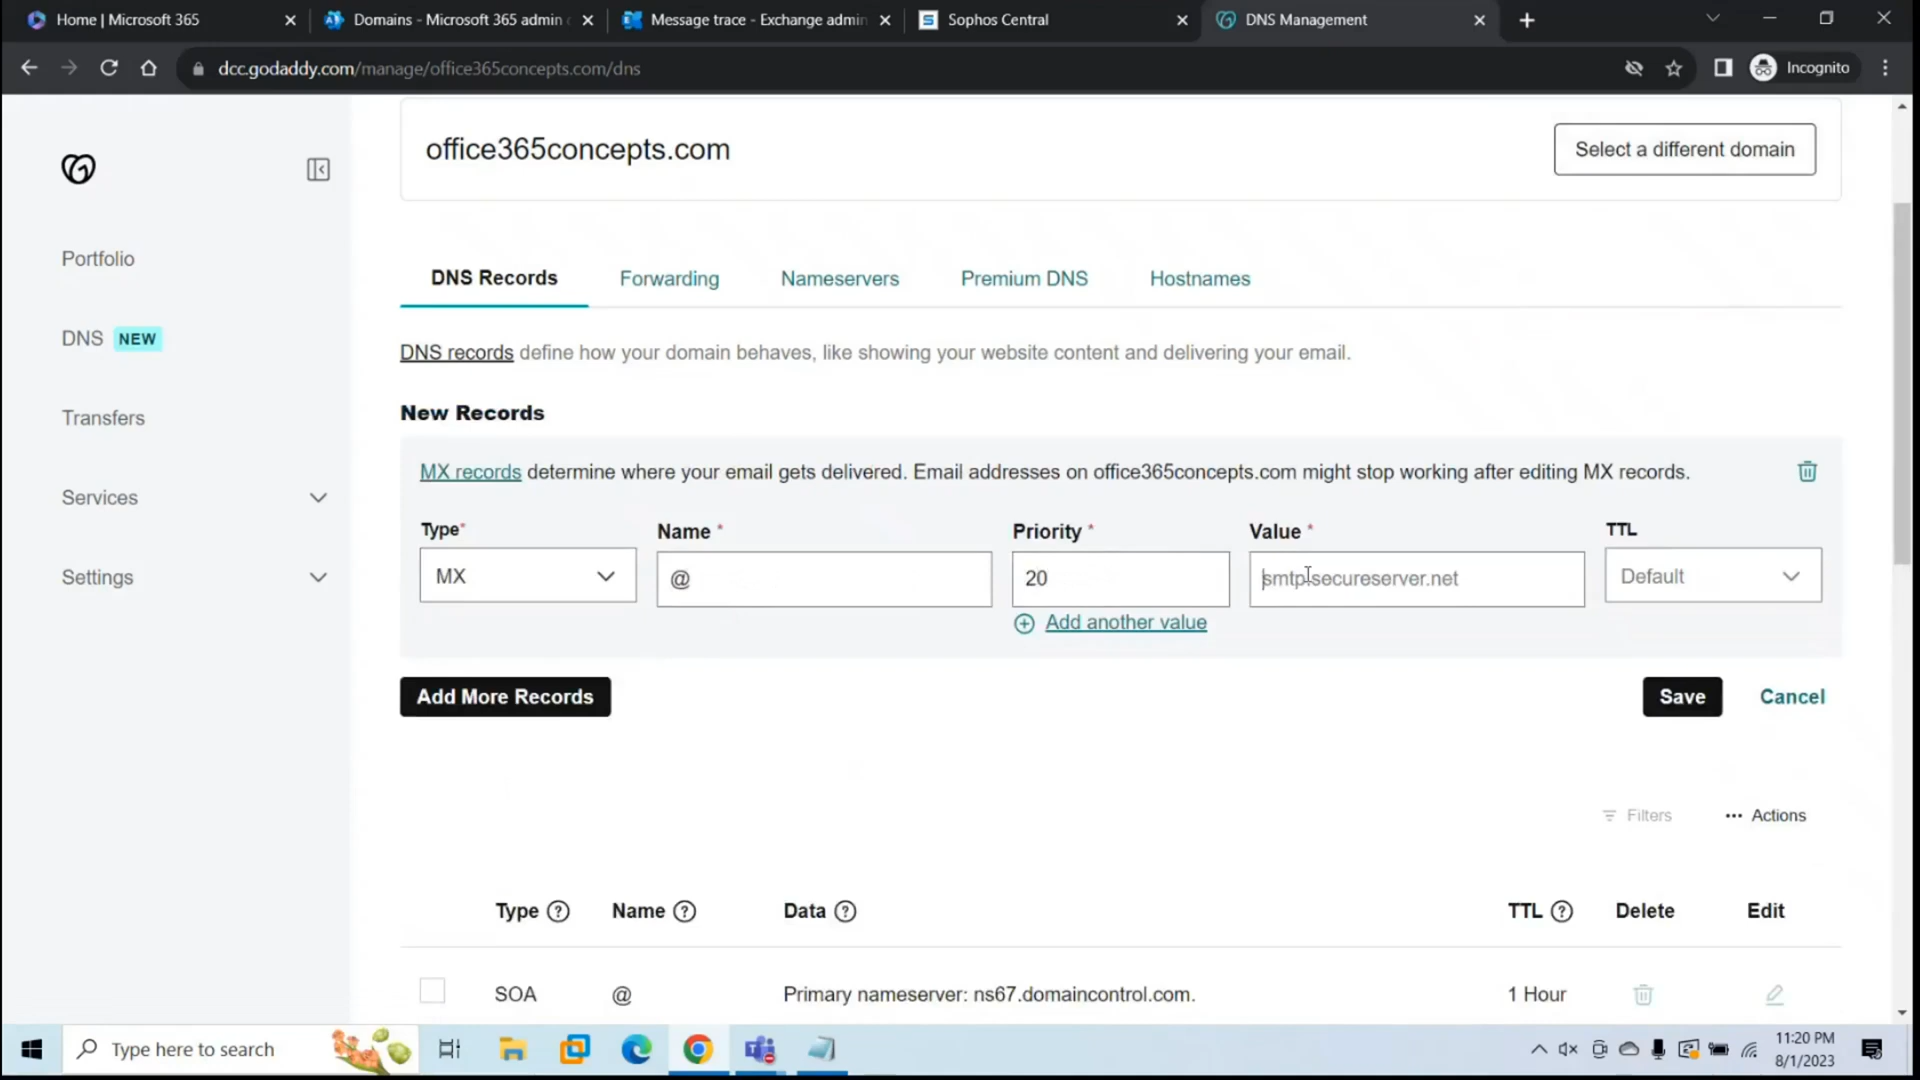 Home | Microsoft 365
Domains - Microsoft 365 admin c
Message trace - Exchange admin
Sophos Central
DNS Management
dcc.godaddy.com/manage/office365concepts.com/dns
Incognito
office365concepts.com
Select a different domain
Portfolio
DNS NEW
Transfers
Services
Settings
DNS Records
Forwarding
Nameservers
Premium DNS
Hostnames
DNS records define how your domain behaves, like showing your website content and delivering your email.
New Records
MX records determine where your email gets delivered. Email addresses on office365concepts.com might stop working after editing MX records.
Type*
Name *
Priority *
Value *
TTL
MX
@
20
smtp.secureserver.net
Default
Add another value
Add More Records
Save
Cancel
Filters
Actions
Type
Name
Data
TTL
Delete
Edit
SOA
@
Primary nameserver: ns67.domaincontrol.com.
1 Hour
Type here to search
11:20 PM
8/1/2023